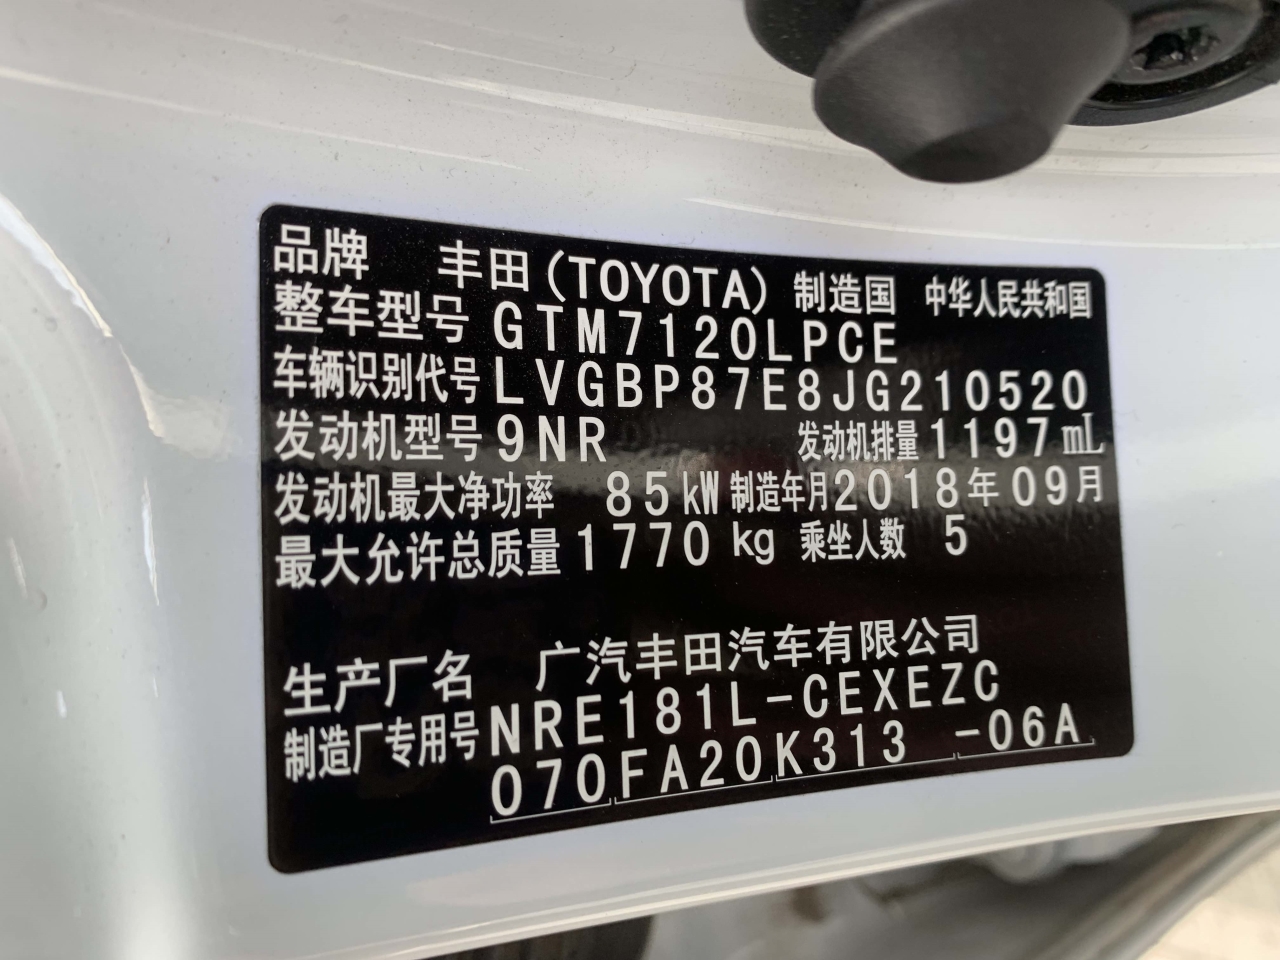 品牌 丰田(TOYOTA) 制造国 中华人民共和国
整车型号 GTM7120LPCE
车辆识别代号 LVGBP87E8JG210520
发动机型号 9NR 发动机排量 1197mL
发动机最大净功率 85kW 制造年月 2018年09月
最大允许总质量 1770kg 乘坐人数 5
生产厂名 广汽丰田汽车有限公司
制造厂专用号 NRE181L-CEXEZC
070FA20K313 -06A